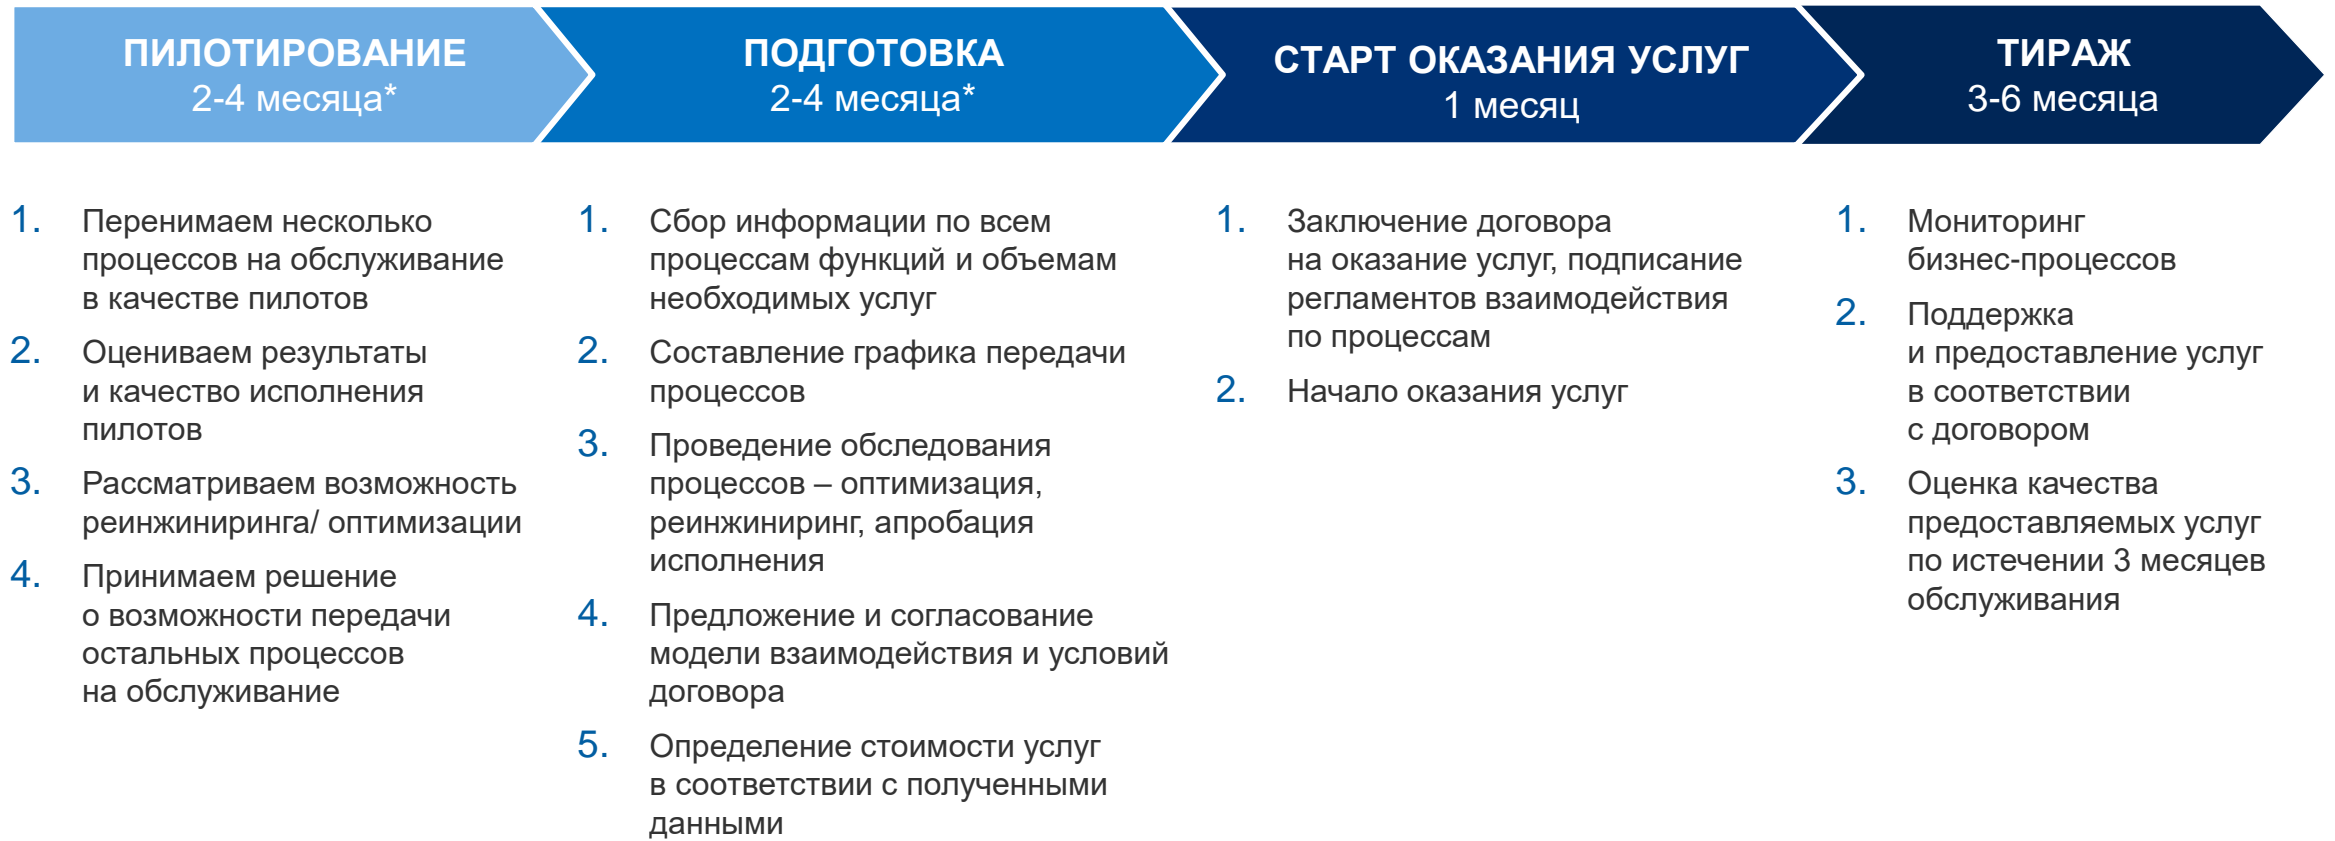 ПИЛОТИРОВАНИЕ
2-4 месяца*
ПОДГОТОВКА
2-4 месяца*
СТАРТ ОКАЗАНИЯ УСЛУГ
1 месяц
ТИРАЖ
3-6 месяца
1. Перенимаем несколько
процессов на обслуживание
в качестве пилотов
2. Оцениваем результаты
и качество исполнения
пилотов
3. Рассматриваем возможность
реинжиниринга/ оптимизации
4. Принимаем решение
о возможности передачи
остальных процессов
на обслуживание
1. Сбор информации по всем
процессам функций и объемам
необходимых услуг
2. Составление графика передачи
процессов
3. Проведение обследования
процессов – оптимизация,
реинжиниринг, апробация
исполнения
4. Предложение и согласование
модели взаимодействия и условий
договора
5. Определение стоимости услуг
в соответствии с полученными
данными
1. Заключение договора
на оказание услуг, подписание
регламентов взаимодействия
по процессам
2. Начало оказания услуг
1. Мониторинг
бизнес-процессов
2. Поддержка
и предоставление услуг
в соответствии
с договором
3. Оценка качества
предоставляемых услуг
по истечении 3 месяцев
обслуживания